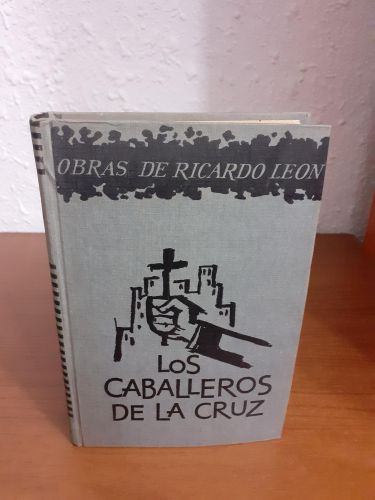 OBRAS DE RICARDO LEON
LOS
CABALLEROS
DE LA CRUZ